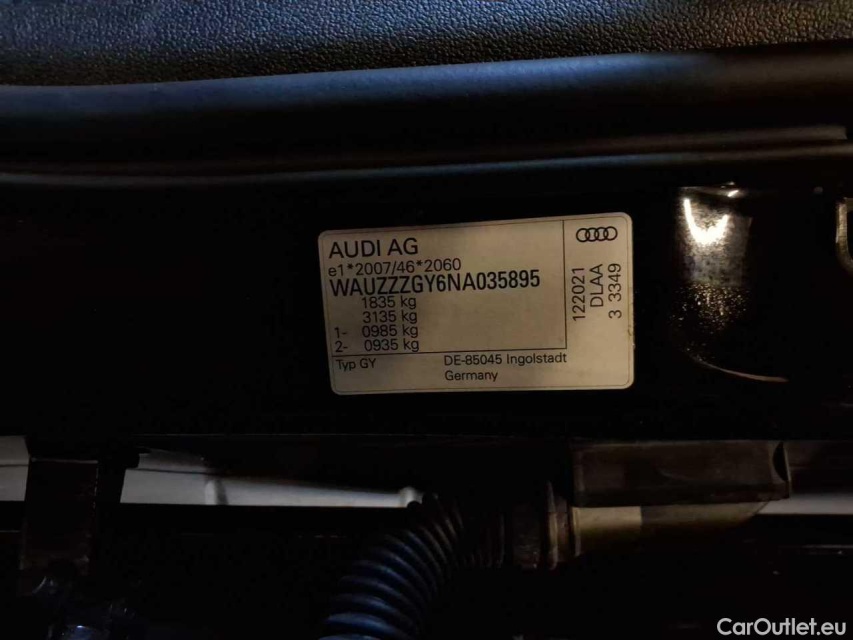 AUDI AG
e1*2007/46*2060
WAUZZZGY6NA035895
1835 kg
3135 kg
1- 0985 kg
2- 0935 kg
Typ GY
DE-85045 Ingolstadt
Germany
122021
DLAA
3 3349
CarOutlet.eu